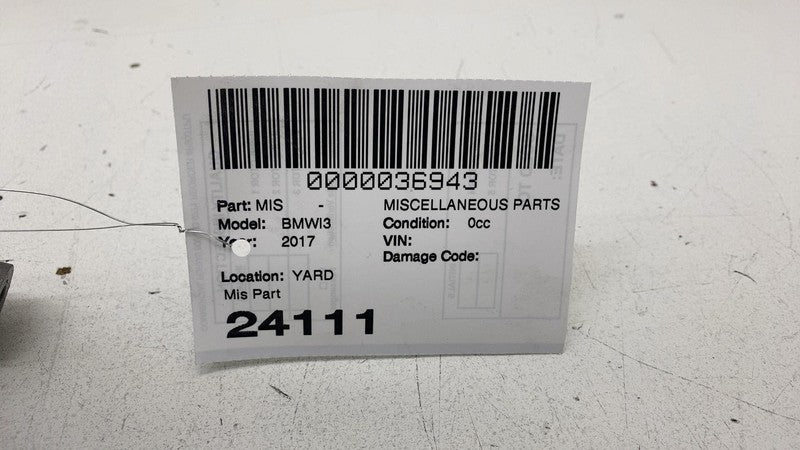 0000036943
Part: MIS - MISCELLANEOUS PARTS
Model: BMWI3 Condition: 0cc
Year: 2017 VIN:
Damage Code:
Location: YARD
Mis Part
24111